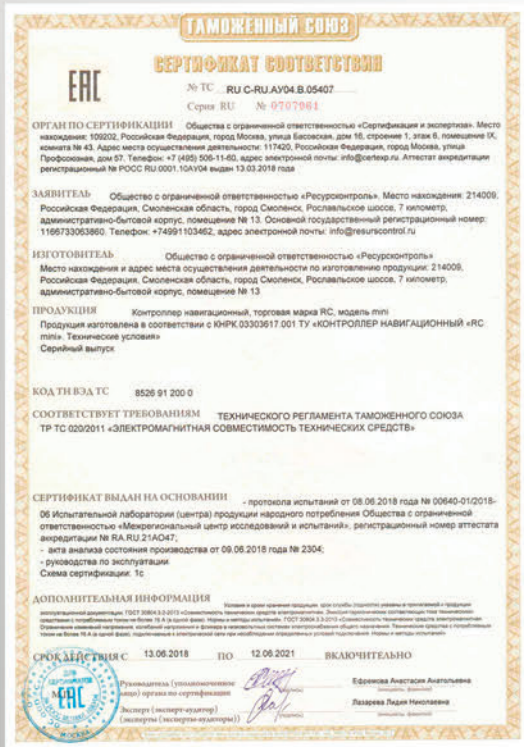 ТАМОЖЕННЫЙ СОЮЗ
СЕРТИФИКАТ СООТВЕТСТВИЯ
ЕАС
№ ТС RU C-RU.АУ04.В.05407
Серия RU № 0707961
ОРГАН ПО СЕРТИФИКАЦИИ Общества с ограниченной ответственностью «Сертификация и экспертиза». Место
нахождения: 109202, Российская Федерация, город Москва, улица Басовская, дом 16, строение 1, этаж 6, помещение IX,
комната № 43. Адрес места осуществления деятельности: 117420, Российская Федерация, город Москва, улица
Профсоюзная, дом 57. Телефон: +7 (495) 506-11-60, адрес электронной почты: info@certexp.ru. Аттестат аккредитации
регистрационный № РОСС RU.0001.10АУ04 выдан 13.03.2018 года
ЗАЯВИТЕЛЬ Общество с ограниченной ответственностью «Ресурсконтроль». Место нахождения: 214009,
Российская Федерация, Смоленская область, город Смоленск, Рославльское шоссе, 7 километр,
административно-бытовой корпус, помещение № 13. Основной государственный регистрационный номер:
1166733063860. Телефон: +74991103462, адрес электронной почты: info@resurscontrol.ru
ИЗГОТОВИТЕЛЬ Общество с ограниченной ответственностью «Ресурсконтроль»
Место нахождения и адрес места осуществления деятельности по изготовлению продукции: 214009,
Российская Федерация, Смоленская область, город Смоленск, Рославльское шоссе, 7 километр,
административно-бытовой корпус, помещение № 13
ПРОДУКЦИЯ Контроллер навигационный, торговая марка RC, модель mini
Продукция изготовлена в соответствии с КНРК.03303617.001 ТУ «КОНТРОЛЛЕР НАВИГАЦИОННЫЙ «RC
mini». Технические условия»
Серийный выпуск
КОД ТН ВЭД ТС 8526 91 200 0
СООТВЕТСТВУЕТ ТРЕБОВАНИЯМ ТЕХНИЧЕСКОГО РЕГЛАМЕНТА ТАМОЖЕННОГО СОЮЗА
ТР ТС 020/2011 «ЭЛЕКТРОМАГНИТНАЯ СОВМЕСТИМОСТЬ ТЕХНИЧЕСКИХ СРЕДСТВ»
СЕРТИФИКАТ ВЫДАН НА ОСНОВАНИИ - протокола испытаний от 08.06.2018 года № 00640-01/2018-
06 Испытательной лаборатории (центра) продукции народного потребления Общества с ограниченной
ответственностью «Межрегиональный центр исследований и испытаний», регистрационный номер аттестата
аккредитации № RA.RU.21АО47;
- акта анализа состояния производства от 09.06.2018 года № 2304;
- руководства по эксплуатации
Схема сертификации: 1с
ДОПОЛНИТЕЛЬНАЯ ИНФОРМАЦИЯ
СРОК ДЕЙСТВИЯ С 13.06.2018 ПО 12.06.2021 ВКЛЮЧИТЕЛЬНО
Руководитель (уполномоченное Ефремова Анастасия Анатольевна
лицо) органа по сертификации
Эксперт (эксперт-аудитор) Лазарева Лидия Николаевна
(эксперты (эксперты-аудиторы))